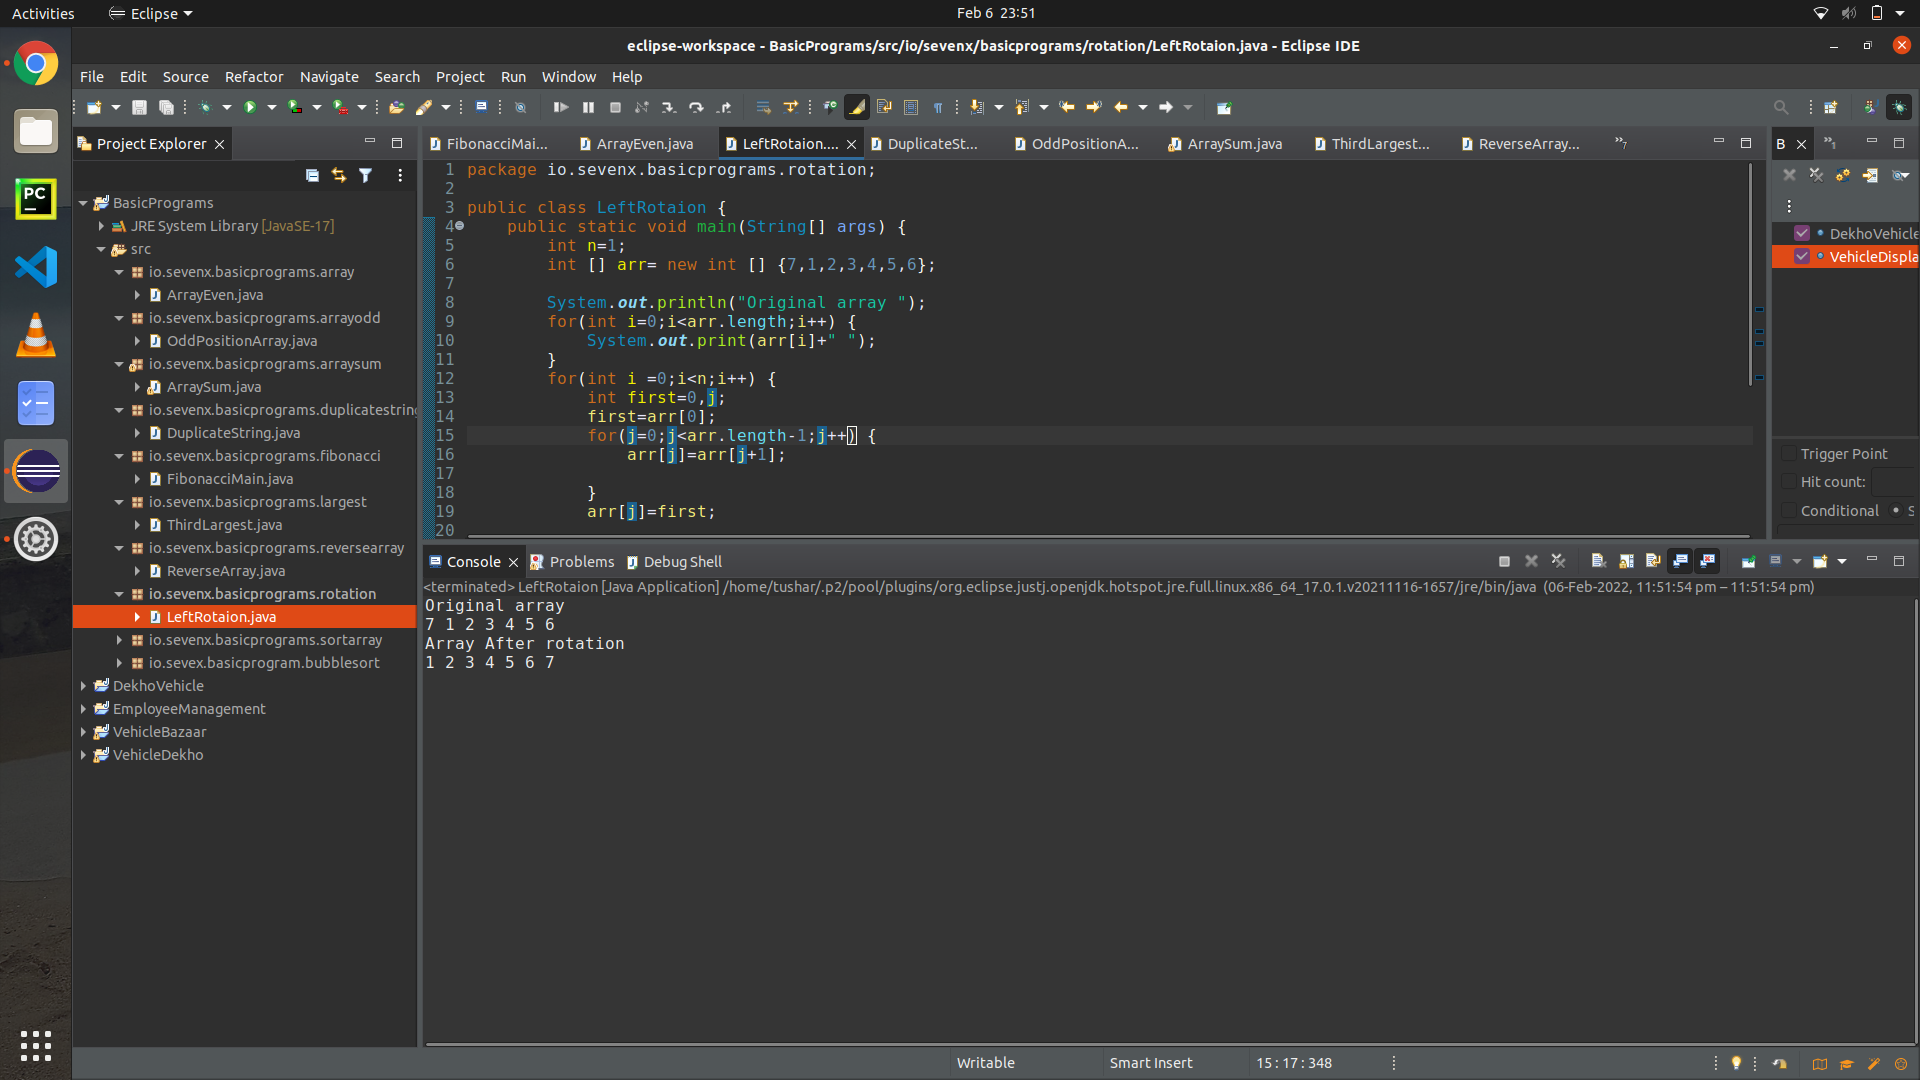 Activities
Eclipse
Feb 6 23:51
eclipse-workspace - BasicPrograms/src/io/sevenx/basicprograms/rotation/LeftRotaion.java - Eclipse IDE
File Edit Source Refactor Navigate Search Project Run Window Help
Project Explorer
BasicPrograms
JRE System Library [JavaSE-17]
src
io.sevenx.basicprograms.array
ArrayEven.java
io.sevenx.basicprograms.arrayodd
OddPositionArray.java
io.sevenx.basicprograms.arraysum
ArraySum.java
io.sevenx.basicprograms.duplicatestring
DuplicateString.java
io.sevenx.basicprograms.fibonacci
FibonacciMain.java
io.sevenx.basicprograms.largest
ThirdLargest.java
io.sevenx.basicprograms.reversearray
ReverseArray.java
io.sevenx.basicprograms.rotation
LeftRotaion.java
io.sevenx.basicprograms.sortarray
io.sevex.basicprogram.bubblesort
DekhoVehicle
EmployeeManagement
VehicleBazaar
VehicleDekho
PC
FibonacciMai... ArrayEven.java LeftRotaion.... DuplicateSt... OddPositionA... ArraySum.java ThirdLargest... ReverseArray... »7
1 package io.sevenx.basicprograms.rotation;
2
3 public class LeftRotaion {
4 public static void main(String[] args) {
5 int n=1;
6 int [] arr= new int [] {7,1,2,3,4,5,6};
7
8 System.out.println("Original array ");
9 for(int i=0;i<arr.length;i++) {
10 System.out.print(arr[i]+" ");
11 }
12 for(int i =0;i<n;i++) {
13 int first=0,j;
14 first=arr[0];
15 for(j=0;j<arr.length-1;j++) {
16 arr[j]=arr[j+1];
17
18 }
19 arr[j]=first;
20
B »1
DekhoVehicle
VehicleDispla
Trigger Point
Hit count:
Conditional S
Console Problems Debug Shell
<terminated> LeftRotaion [Java Application] /home/tushar/.p2/pool/plugins/org.eclipse.justj.openjdk.hotspot.jre.full.linux.x86_64_17.0.1.v20211116-1657/jre/bin/java (06-Feb-2022, 11:51:54 pm – 11:51:54 pm)
Original array
7 1 2 3 4 5 6
Array After rotation
1 2 3 4 5 6 7
Writable
Smart Insert
15 : 17 : 348